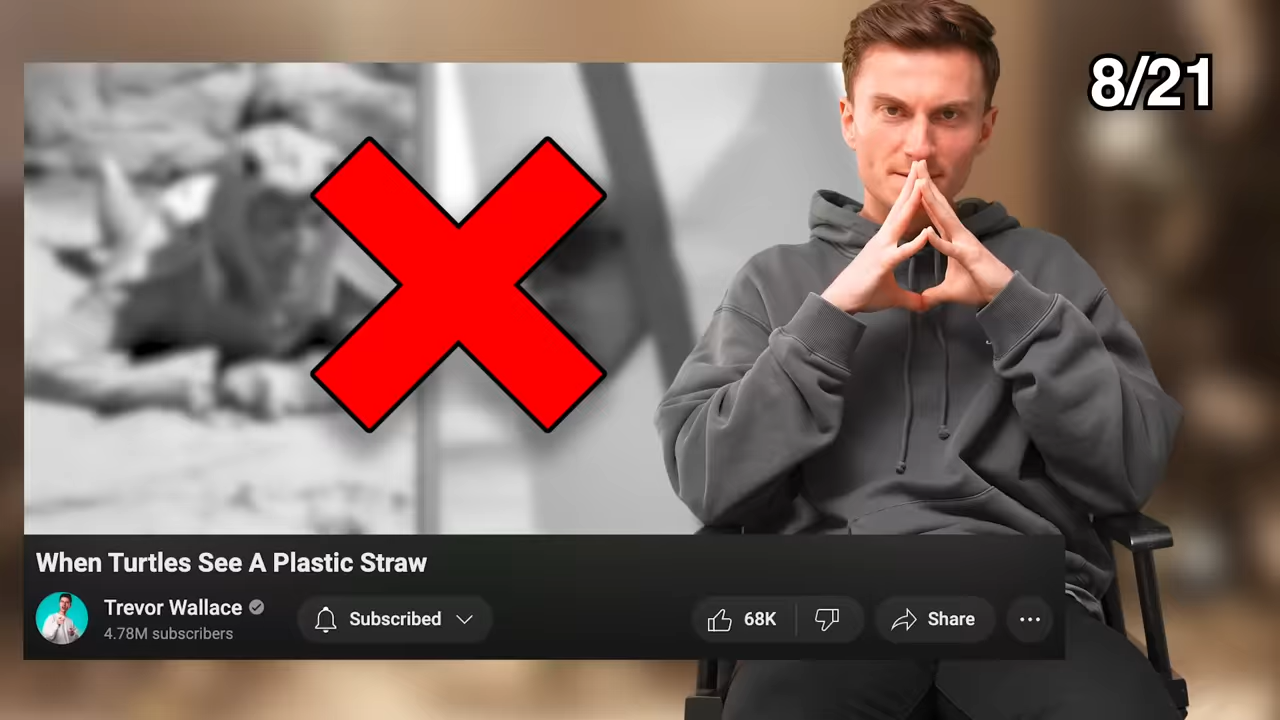 8/21
When Turtles See A Plastic Straw
Trevor Wallace
4.78M subscribers
Subscribed
68K
Share